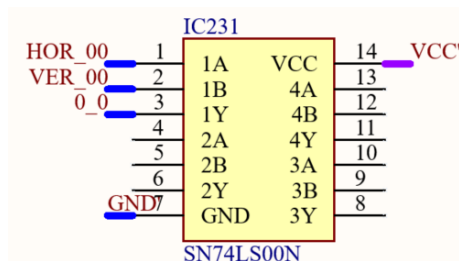 IC231
HOR_00 1 1A VCC 14 VCC
VER_00 2 1B 4A 13
0_0 3 1Y 4B 12
4 2A 4Y 11
5 2B 3A 10
6 2Y 3B 9
GND 7 GND 3Y 8
SN74LS00N